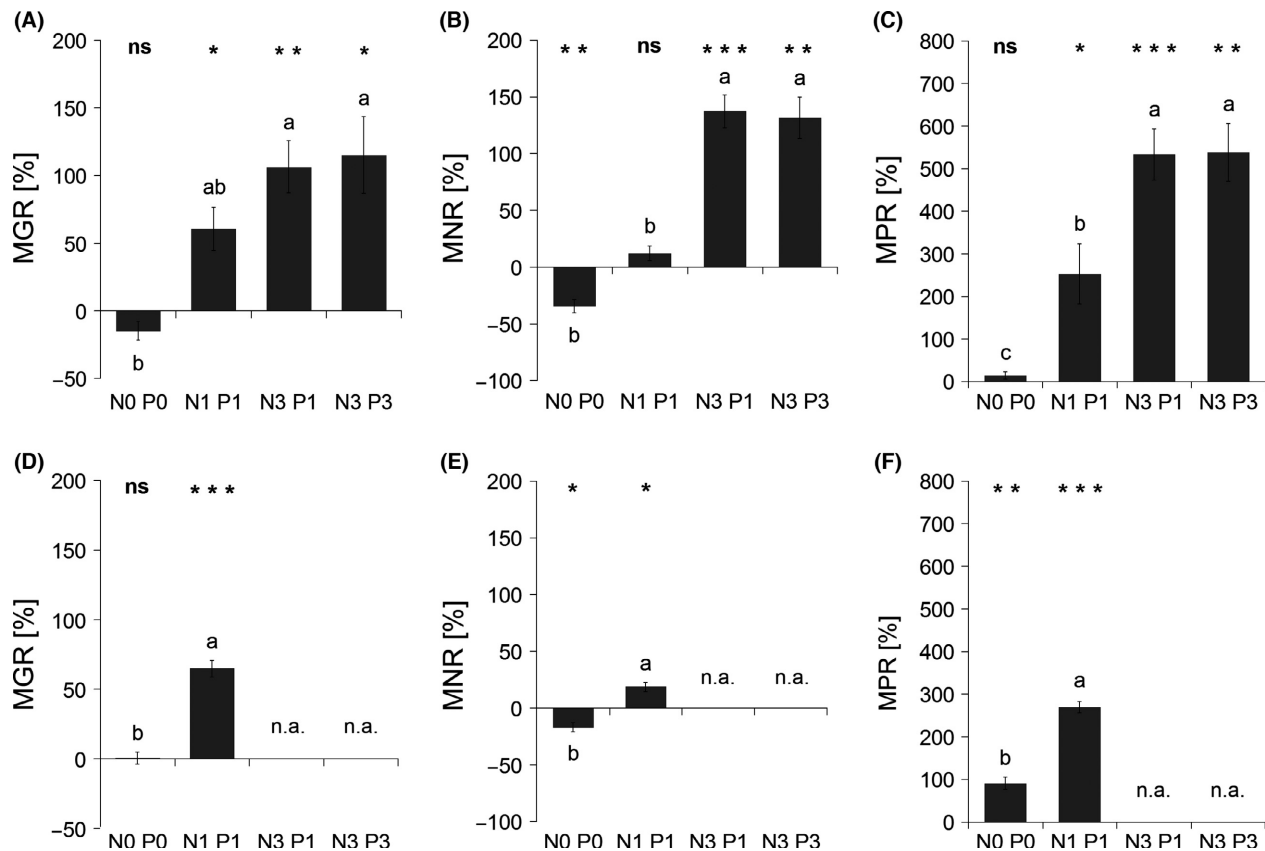 (A)
200
150
100
50
0
−50
MGR [%]
ns * ** *
b ab a a
N0 P0 N1 P1 N3 P1 N3 P3
(B)
200
150
100
50
0
−50
−100
MNR [%]
** ns *** **
b b a a
N0 P0 N1 P1 N3 P1 N3 P3
(C)
800
700
600
500
400
300
200
100
0
MPR [%]
ns * *** **
c b a a
N0 P0 N1 P1 N3 P1 N3 P3
(D)
200
150
100
50
0
−50
MGR [%]
ns ***
b a n.a. n.a.
N0 P0 N1 P1 N3 P1 N3 P3
(E)
200
150
100
50
0
−50
−100
MNR [%]
* *
b a n.a. n.a.
N0 P0 N1 P1 N3 P1 N3 P3
(F)
800
700
600
500
400
300
200
100
0
MPR [%]
** ***
b a n.a. n.a.
N0 P0 N1 P1 N3 P1 N3 P3